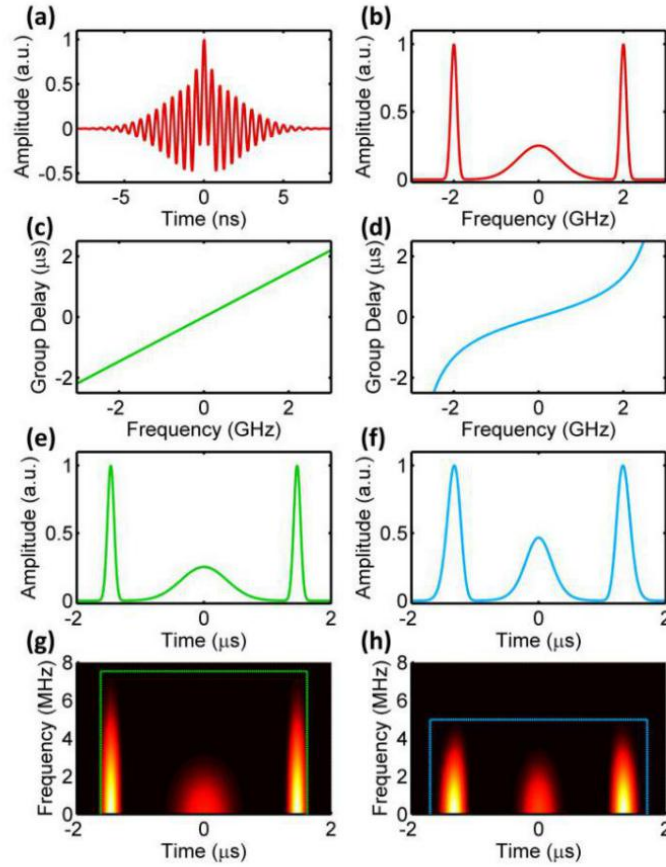 (a)
Amplitude (a.u.)
1
0.5
0
-0.5
-5 0 5
Time (ns)
(b)
Amplitude (a.u.)
1
0.5
0
-2 0 2
Frequency (GHz)
(c)
Group Delay (μs)
2
0
-2
-2 0 2
Frequency (GHz)
(d)
Group Delay (μs)
2
0
-2
-2 0 2
Frequency (GHz)
(e)
Amplitude (a.u.)
1
0.5
0
-2 0 2
Time (μs)
(f)
Amplitude (a.u.)
1
0.5
0
-2 0 2
Time (μs)
(g)
Frequency (MHz)
8
6
4
2
0
-2 0 2
Time (μs)
(h)
Frequency (MHz)
8
6
4
2
0
-2 0 2
Time (μs)